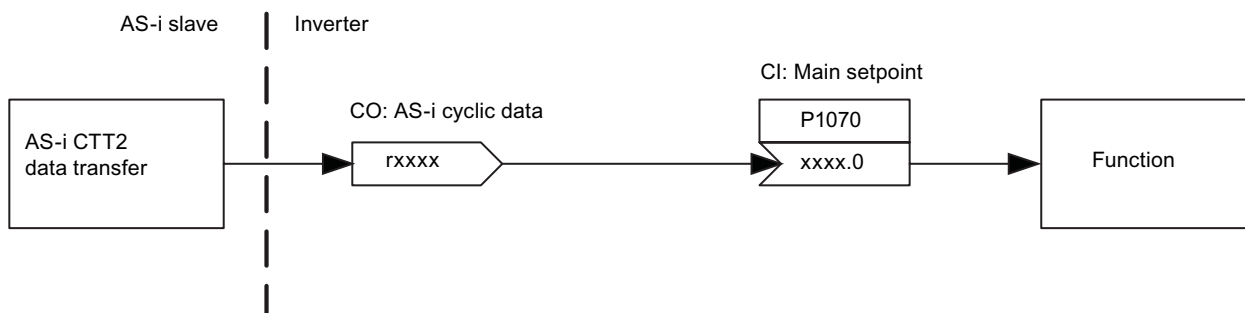 AS-i slave
Inverter
CI: Main setpoint
CO: AS-i cyclic data
P1070
AS-i CTT2
data transfer
rxxxx
xxxx.0
Function